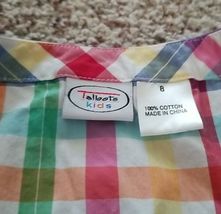 Talbots
kids
8
100% COTTON
MADE IN CHINA